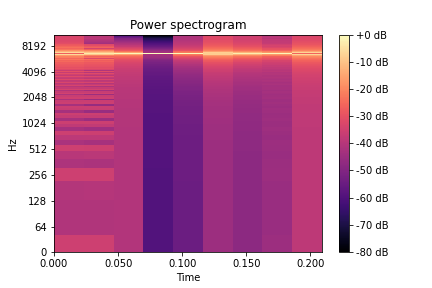 Power spectrogram
Hz
8192
4096
2048
1024
512
256
128
64
0
0.000 0.050 0.100 0.150 0.200
Time
+0 dB
-10 dB
-20 dB
-30 dB
-40 dB
-50 dB
-60 dB
-70 dB
-80 dB